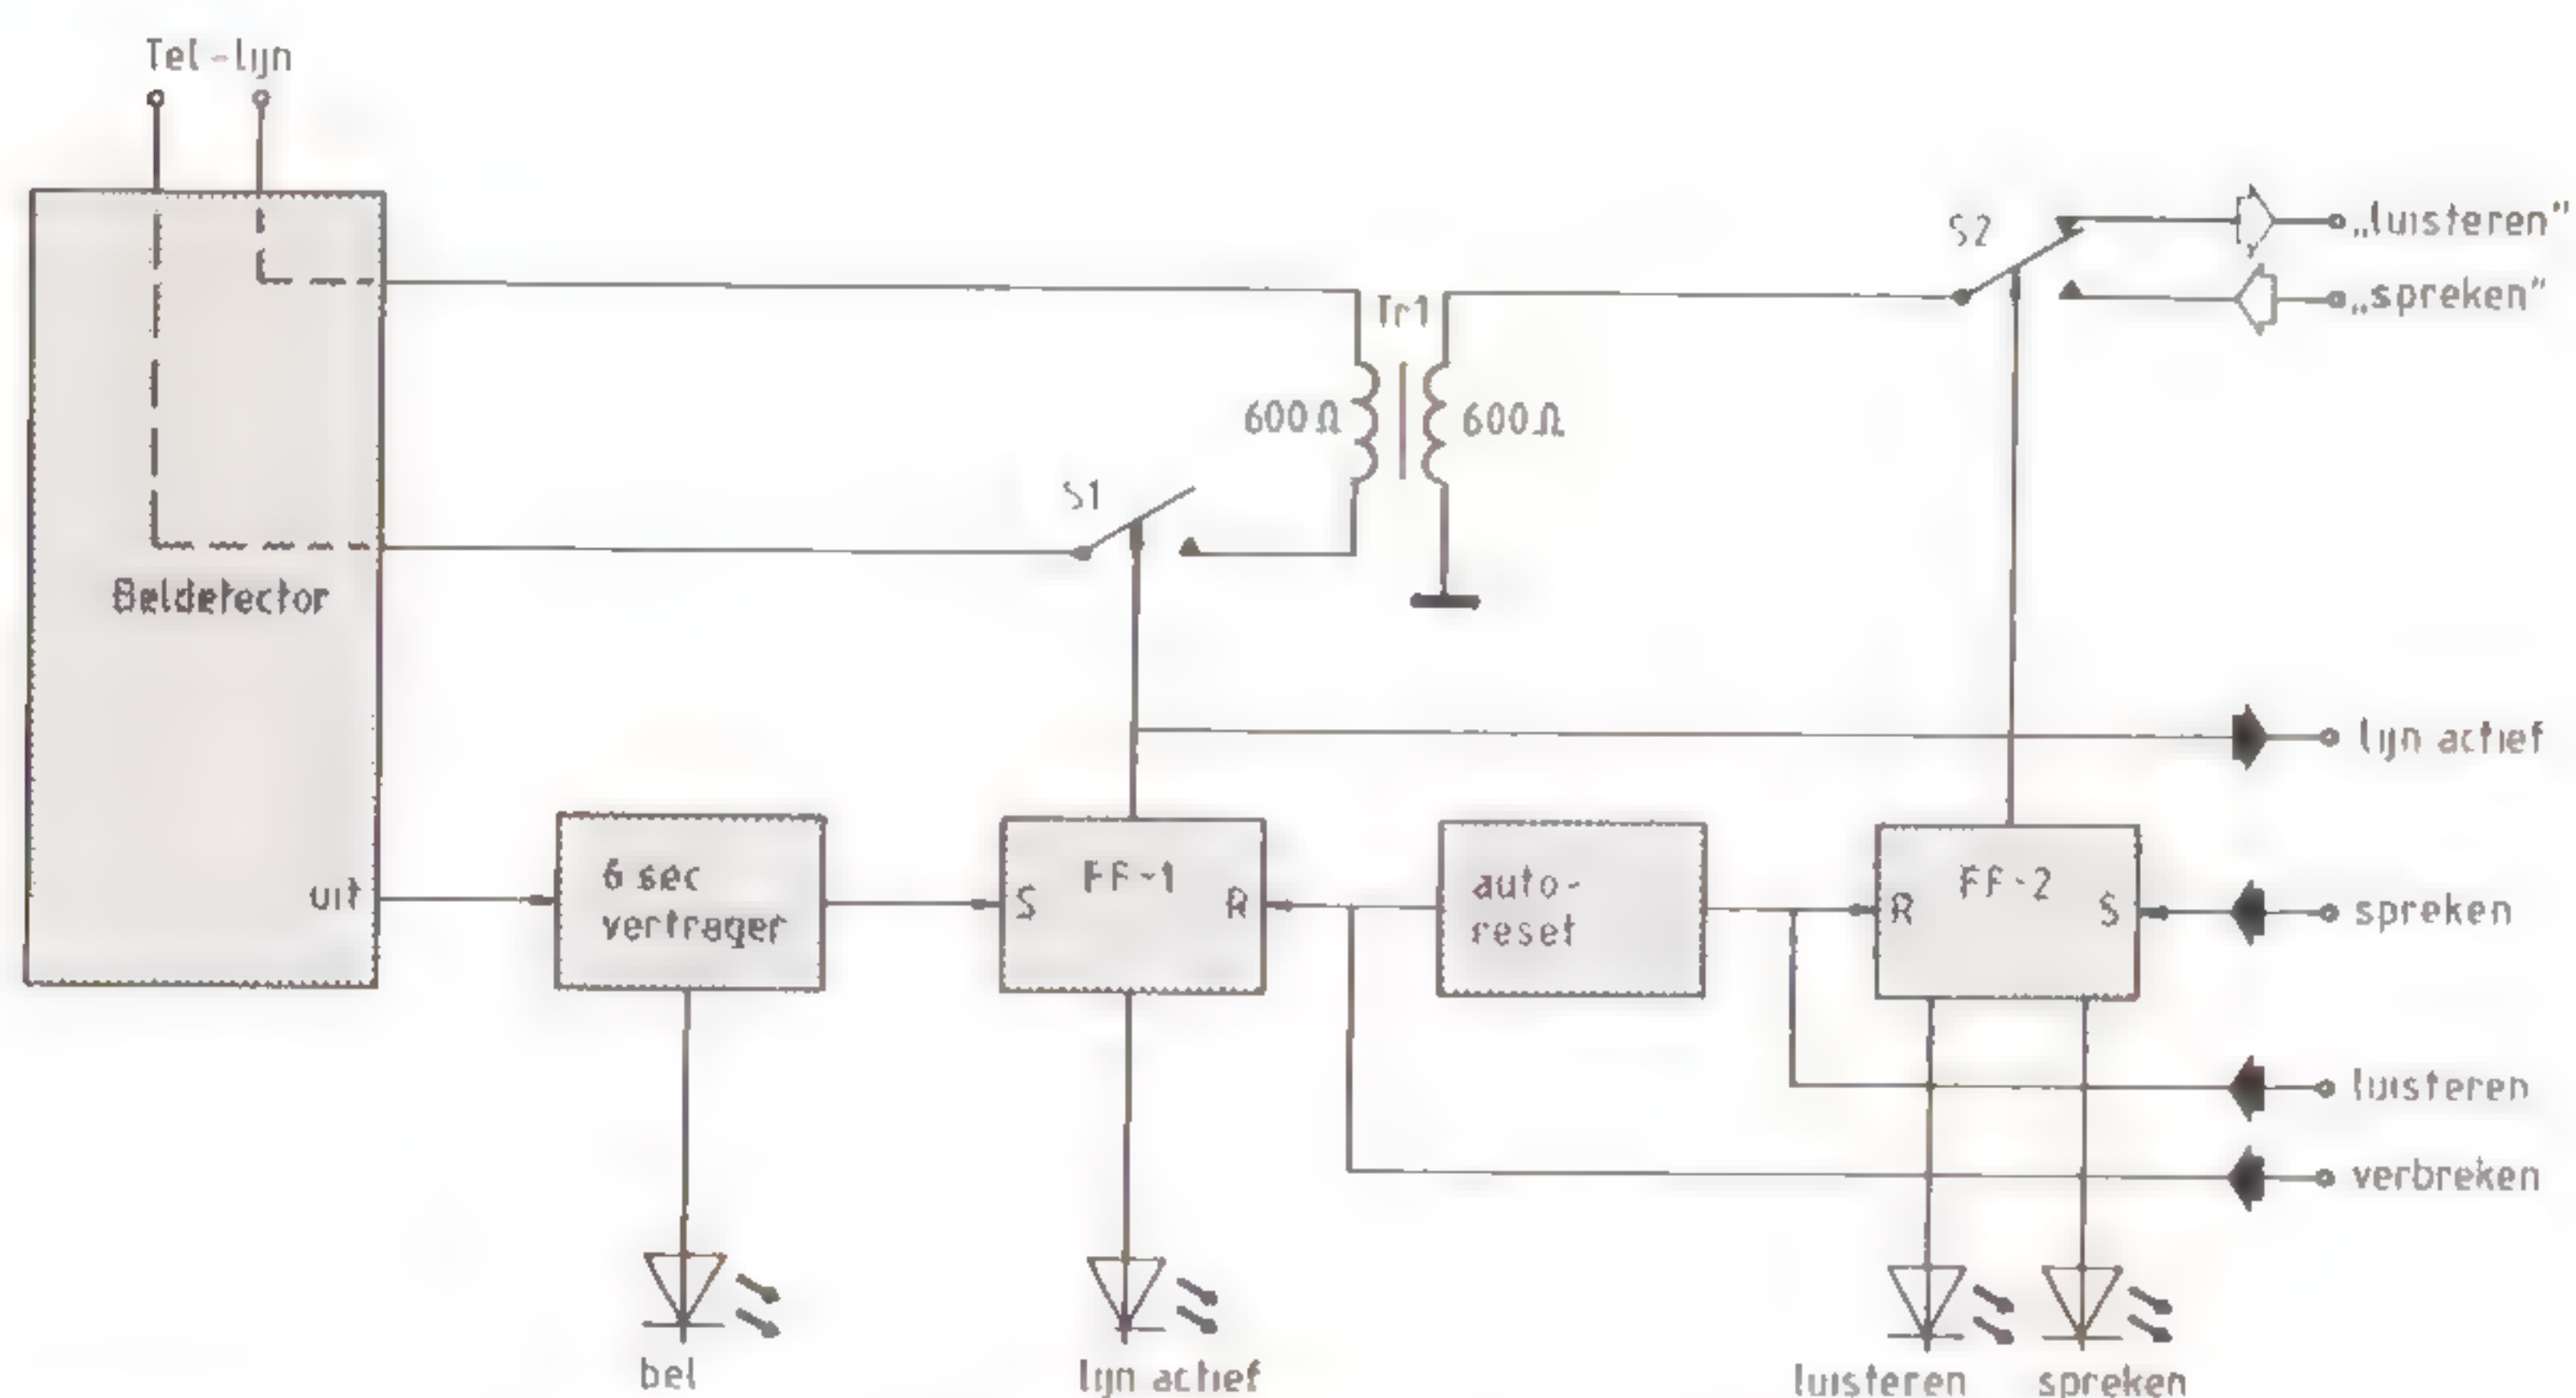 Tel-lijn
S2
„luisteren”
„spreken”
Tr1
600Ω
600Ω
S1
Beldetector
lijn actief
uit
6 sec
vertrager
S
FF-1
R
auto-
reset
R
FF-2
S
spreken
luisteren
verbreken
bel
lijn actief
luisteren
spreken